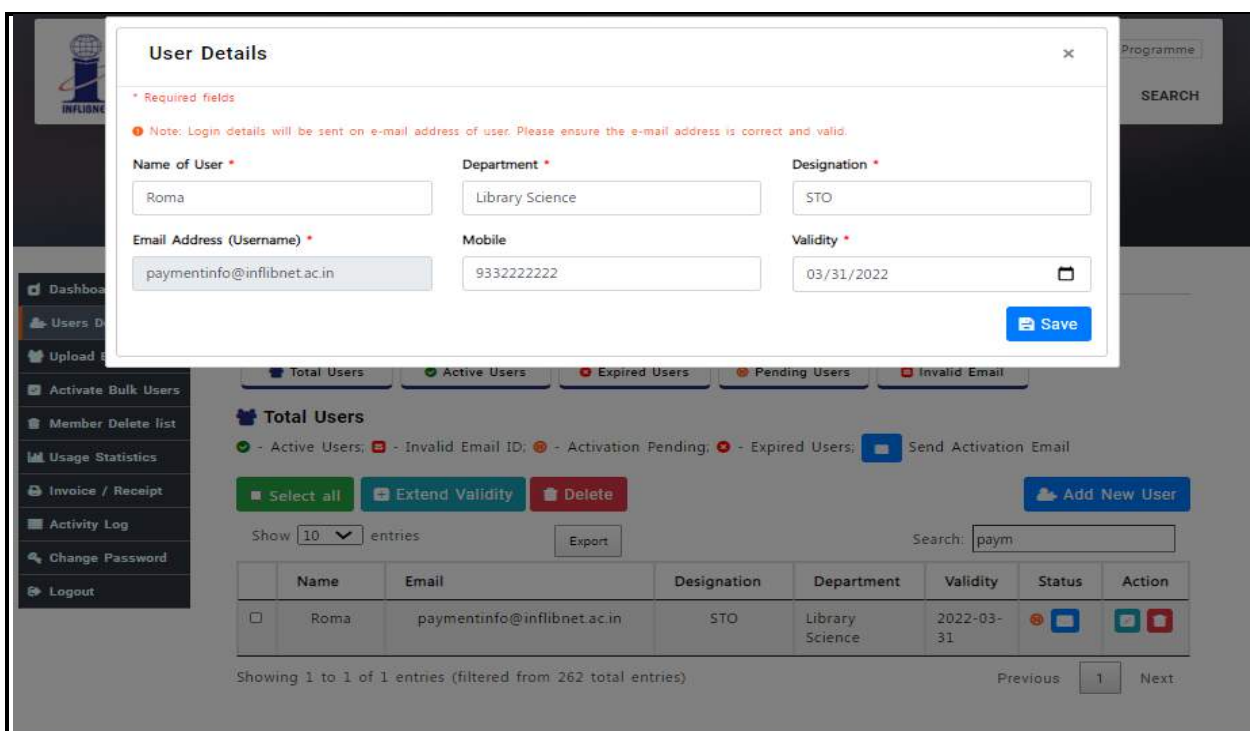 User Details ×
Programme
* Required fields
SEARCH
INFLIBNE
Note: Login details will be sent on e-mail address of user. Please ensure the e-mail address is correct and valid.
Name of User * Department * Designation *
Roma Library Science STO
Email Address (Username) * Mobile Validity *
paymentinfo@inflibnet.ac.in 9332222222 03/31/2022
Save
Dashboa
Users D
Upload B
Activate Bulk Users
Member Delete list
Usage Statistics
Invoice / Receipt
Activity Log
Change Password
Logout
Total Users Active Users Expired Users Pending Users Invalid Email
Total Users
- Active Users; - Invalid Email ID; - Activation Pending; - Expired Users; Send Activation Email
Select all Extend Validity Delete Add New User
Show 10 entries Export Search: paym
Name Email Designation Department Validity Status Action
Roma paymentinfo@inflibnet.ac.in STO Library 2022-03-
Science 31
Showing 1 to 1 of 1 entries (filtered from 262 total entries) Previous 1 Next